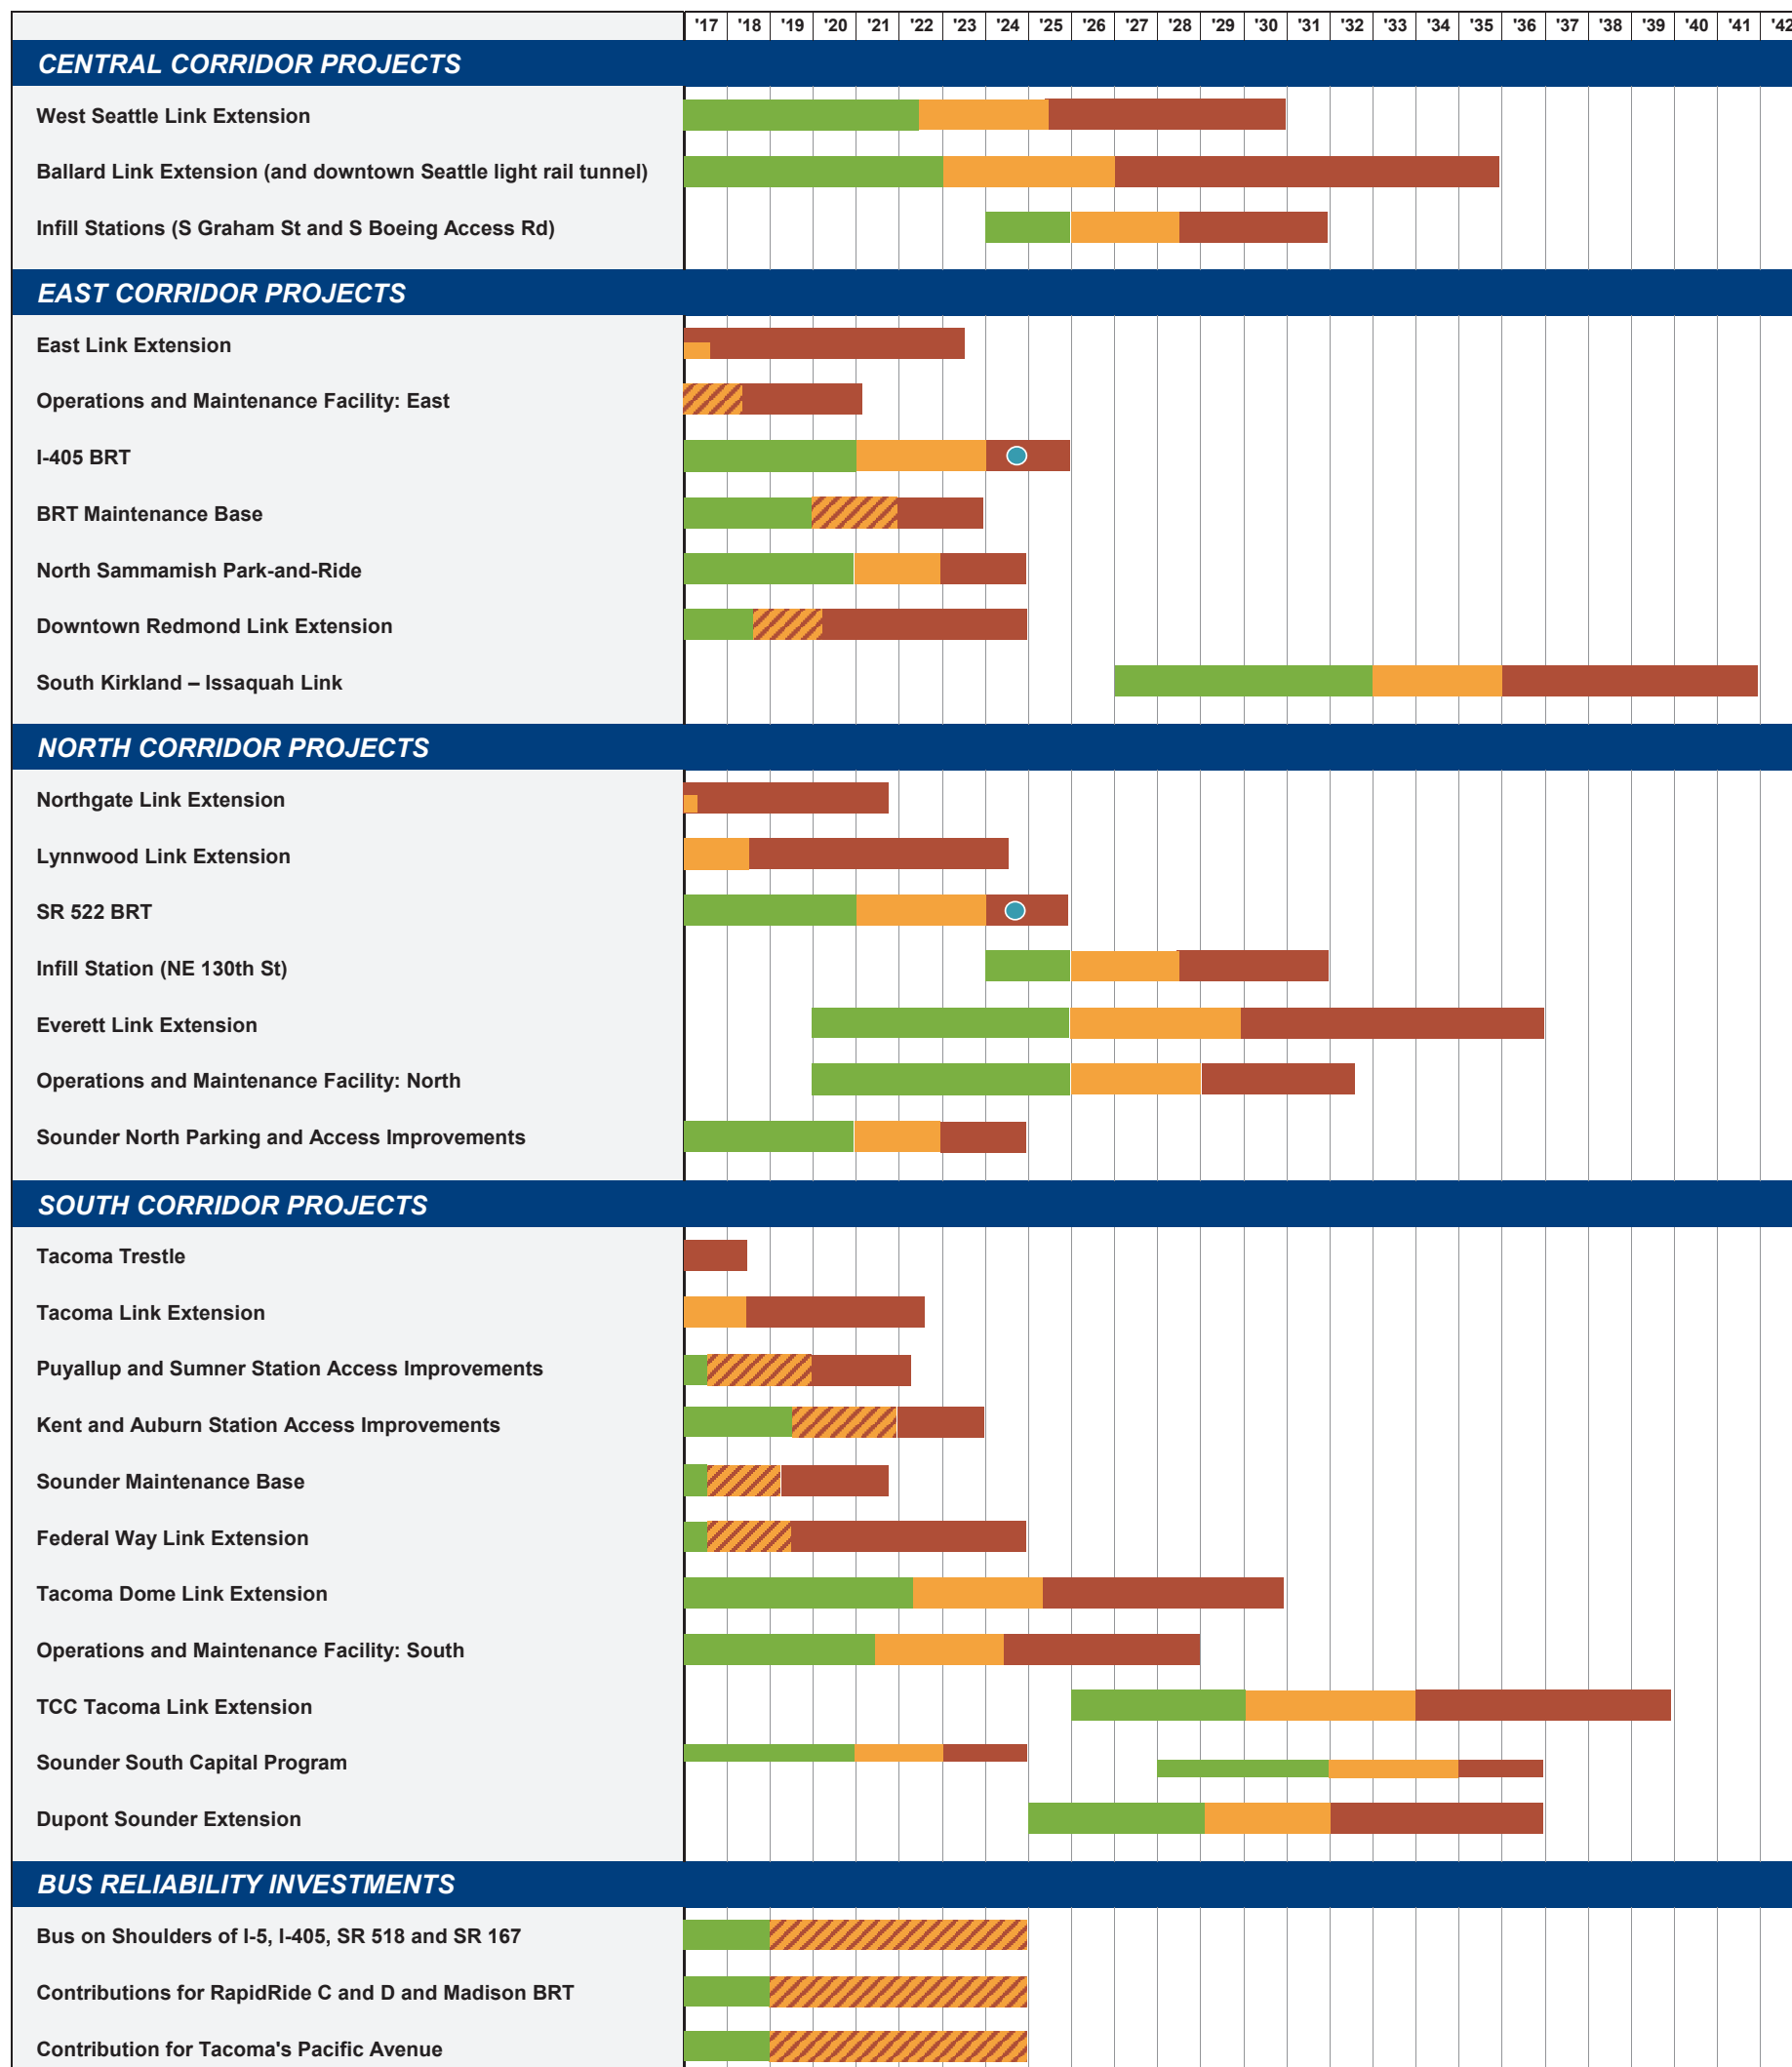 '17 '18 '19 '20 '21 '22 '23 '24 '25 '26 '27 '28 '29 '30 '31 '32 '33 '34 '35 '36 '37 '38 '39 '40 '41 '42
CENTRAL CORRIDOR PROJECTS
West Seattle Link Extension
Ballard Link Extension (and downtown Seattle light rail tunnel)
Infill Stations (S Graham St and S Boeing Access Rd)
EAST CORRIDOR PROJECTS
East Link Extension
Operations and Maintenance Facility: East
I-405 BRT
BRT Maintenance Base
North Sammamish Park-and-Ride
Downtown Redmond Link Extension
South Kirkland – Issaquah Link
NORTH CORRIDOR PROJECTS
Northgate Link Extension
Lynnwood Link Extension
SR 522 BRT
Infill Station (NE 130th St)
Everett Link Extension
Operations and Maintenance Facility: North
Sounder North Parking and Access Improvements
SOUTH CORRIDOR PROJECTS
Tacoma Trestle
Tacoma Link Extension
Puyallup and Sumner Station Access Improvements
Kent and Auburn Station Access Improvements
Sounder Maintenance Base
Federal Way Link Extension
Tacoma Dome Link Extension
Operations and Maintenance Facility: South
TCC Tacoma Link Extension
Sounder South Capital Program
Dupont Sounder Extension
BUS RELIABILITY INVESTMENTS
Bus on Shoulders of I-5, I-405, SR 518 and SR 167
Contributions for RapidRide C and D and Madison BRT
Contribution for Tacoma's Pacific Avenue